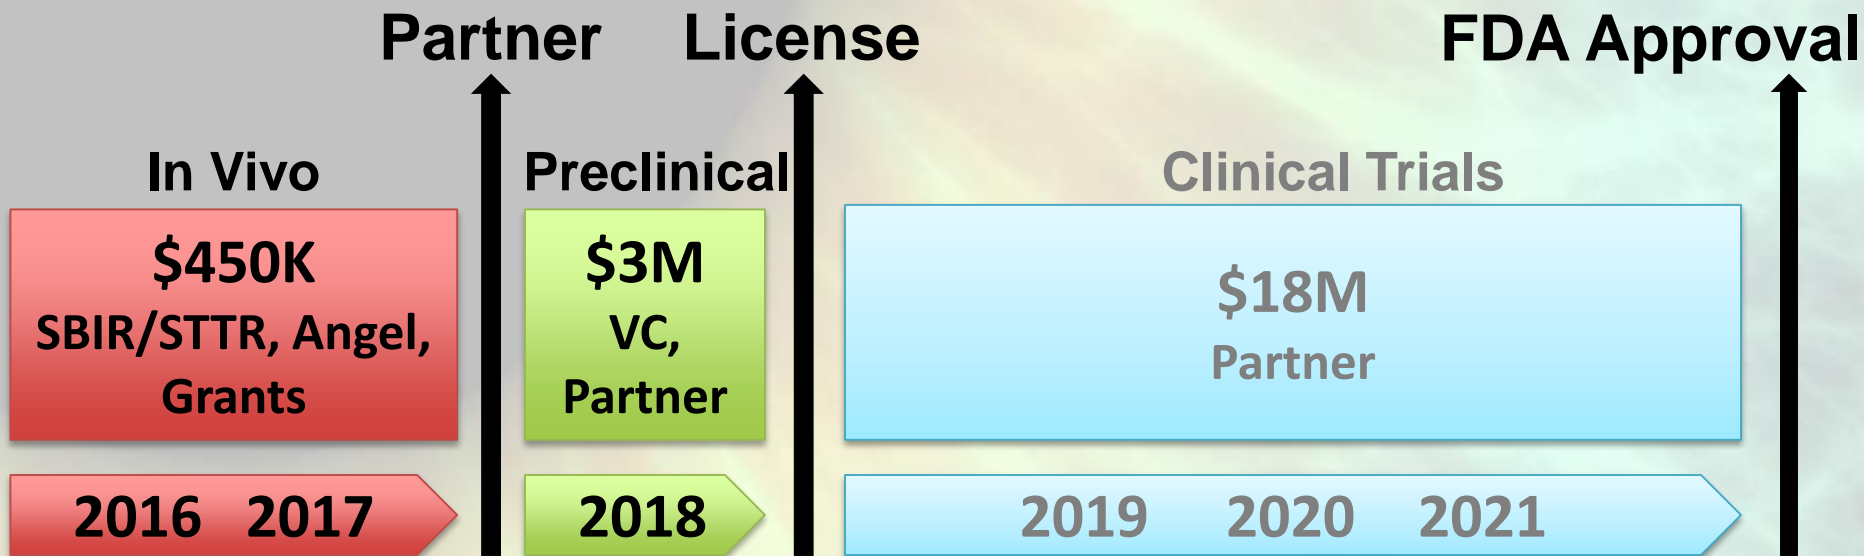 Partner License FDA Approval
In Vivo Preclinical Clinical Trials
$450K
SBIR/STTR, Angel,
Grants
$3M
VC,
Partner
$18M
Partner
2016 2017 2018 2019 2020 2021